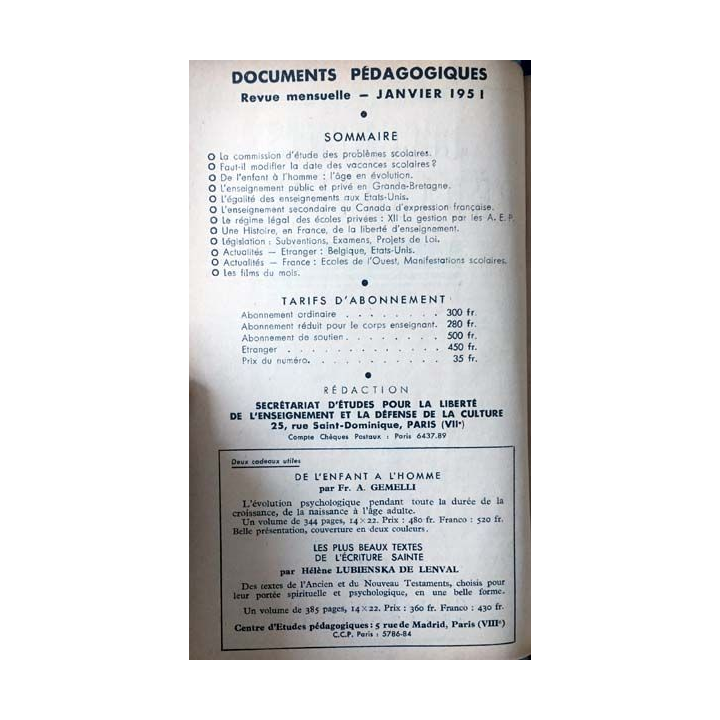 DOCUMENTS PÉDAGOGIQUES
Revue mensuelle — JANVIER 1951
SOMMAIRE
La commission d'étude des problèmes scolaires.
Faut-il modifier la date des vacances scolaires ?
De l'enfant à l'homme : l'âge en évolution.
L'enseignement public et privé en Grande-Bretagne.
L'égalité des enseignements aux Etats-Unis.
L'enseignement secondaire au Canada d'expression française.
Le régime légal des écoles privées : XII La gestion par les A.E.P.
Une Histoire, en France, de la liberté d'enseignement.
Législation : Subventions, Examens, Projets de Loi.
Actualités — Etranger : Belgique, Etats-Unis.
Actualités — France : Ecoles de l'Ouest, Manifestations scolaires.
Les films du mois.
TARIFS D'ABONNEMENT
Abonnement ordinaire . . . . . . . . 300 fr.
Abonnement réduit pour le corps enseignant. 280 fr.
Abonnement de soutien. . . . . . . . 500 fr.
Etranger . . . . . . . . . . . . . 450 fr.
Prix du numéro. . . . . . . . . . . 35 fr.
RÉDACTION
SECRÉTARIAT D'ÉTUDES POUR LA LIBERTÉ
DE L'ENSEIGNEMENT ET LA DÉFENSE DE LA CULTURE
25, rue Saint-Dominique, PARIS (VIIe)
Compte Chèques Postaux : Paris 6437.89
Deux cadeaux utiles
DE L'ENFANT A L'HOMME
par Fr. A. GEMELLI
L'évolution psychologique pendant toute la durée de la
croissance, de la naissance à l'âge adulte.
Un volume de 344 pages, 14×22. Prix : 480 fr. Franco : 520 fr.
Belle présentation, couverture en deux couleurs.
LES PLUS BEAUX TEXTES
DE L'ÉCRITURE SAINTE
par Hélène LUBIENSKA DE LENVAL
Des textes de l'Ancien et du Nouveau Testaments, choisis pour
leur portée spirituelle et psychologique, en une belle forme.
Un volume de 385 pages, 14×22. Prix : 360 fr. Franco : 430 fr.
Centre d'Etudes pédagogiques : 5 rue de Madrid, Paris (VIIIe)
C.C.P. Paris : 5786-84